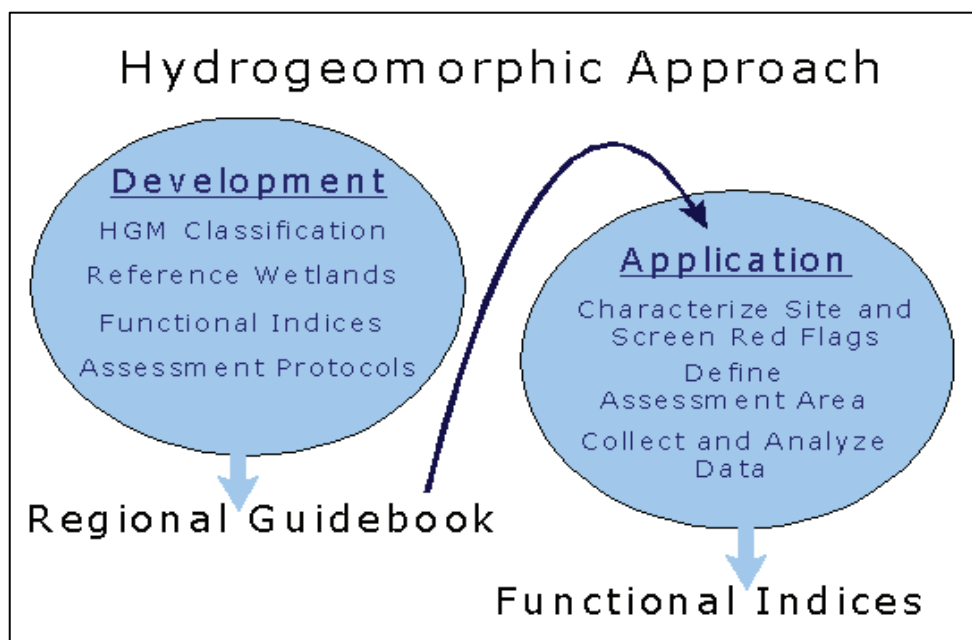 Hydrogeomorphic Approach
Development
HGM Classification
Reference Wetlands
Functional Indices
Assessment Protocols
Regional Guidebook
Application
Characterize Site and
Screen Red Flags
Define
Assessment Area
Collect and Analyze
Data
Functional Indices